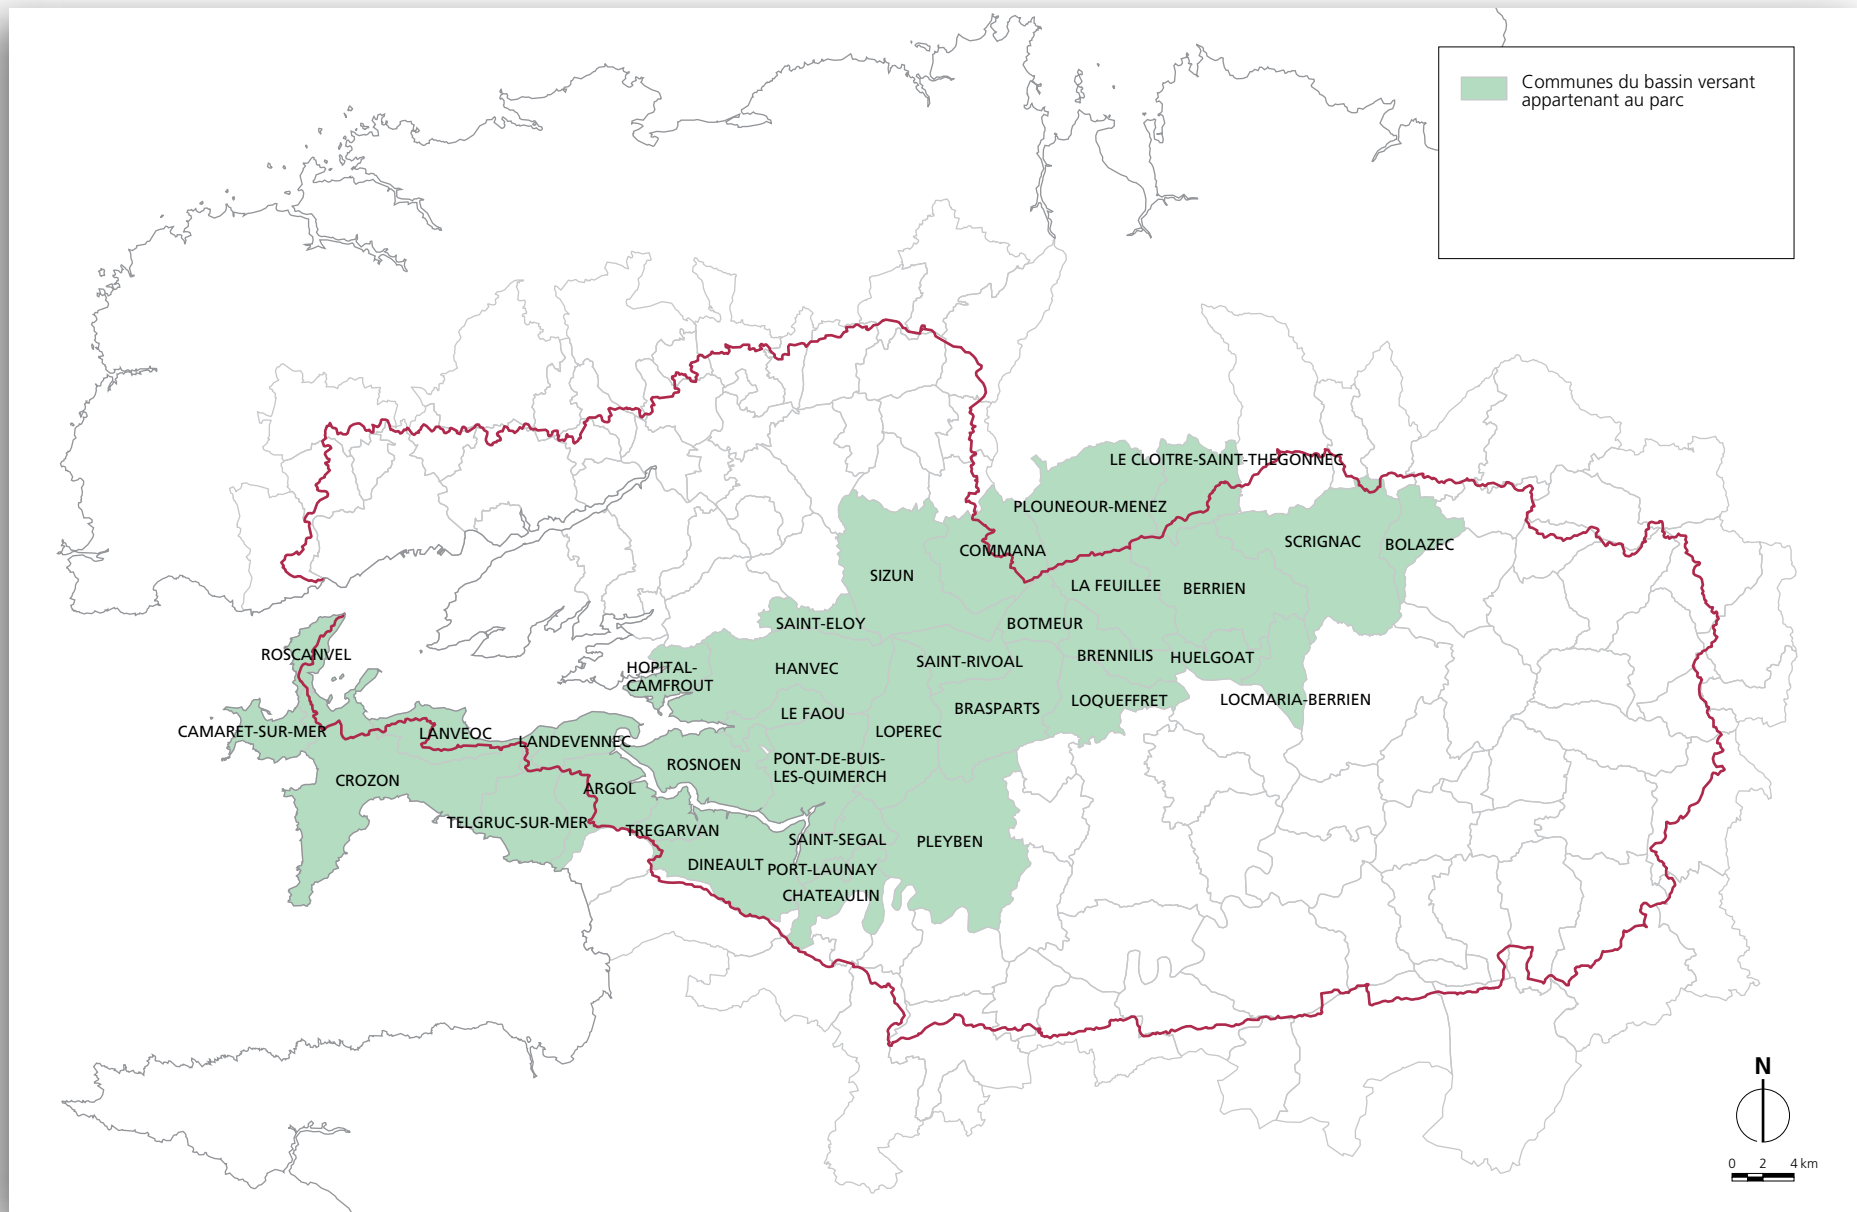 Communes du bassin versant
appartenant au parc
LE CLOITRE-SAINT-THEGONNEC
PLOUNEOUR-MENEZ
SCRIGNAC
BOLAZEC
COMMANA
SIZUN
LA FEUILLEE
BERRIEN
SAINT-ELOY
BOTMEUR
ROSCANVEL
HOPITAL-
CAMFROUT
HANVEC
SAINT-RIVOAL
BRENNILIS
HUELGOAT
LOQUEFFRET
LOCMARIA-BERRIEN
LE FAOU
BRASPARTS
CAMARET-SUR-MER
LANVEOC
LANDEVENNEC
LOPEREC
ROSNOEN
PONT-DE-BUIS-
LES-QUIMERCH
CROZON
ARGOL
TELGRUC-SUR-MER
TREGARVAN
SAINT-SEGAL
PLEYBEN
DINEAULT
PORT-LAUNAY
CHATEAULIN
N
0 2 4 km